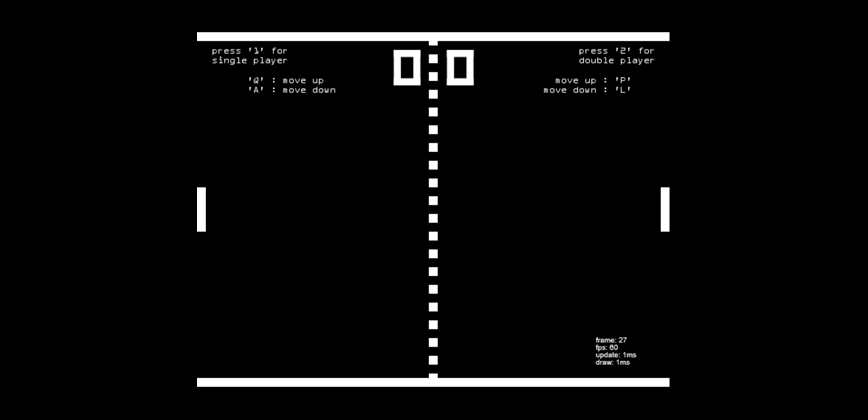 press '1' for
single player
'Q' : move up
'A' : move down
0 0
press '2' for
double player
move up : 'P'
move down : 'L'
frame: 27
fps: 60
update: 1ms
draw: 1ms